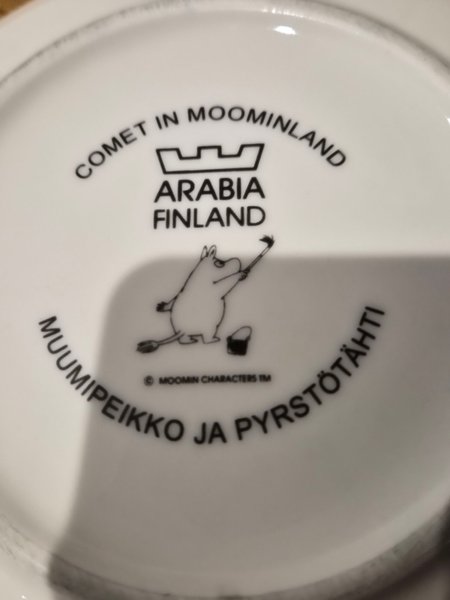 COMET IN MOOMINLAND
ARABIA
FINLAND
© MOOMIN CHARACTERS TM
MUUMIPEIKKO JA PYRSTÖTÄHTI